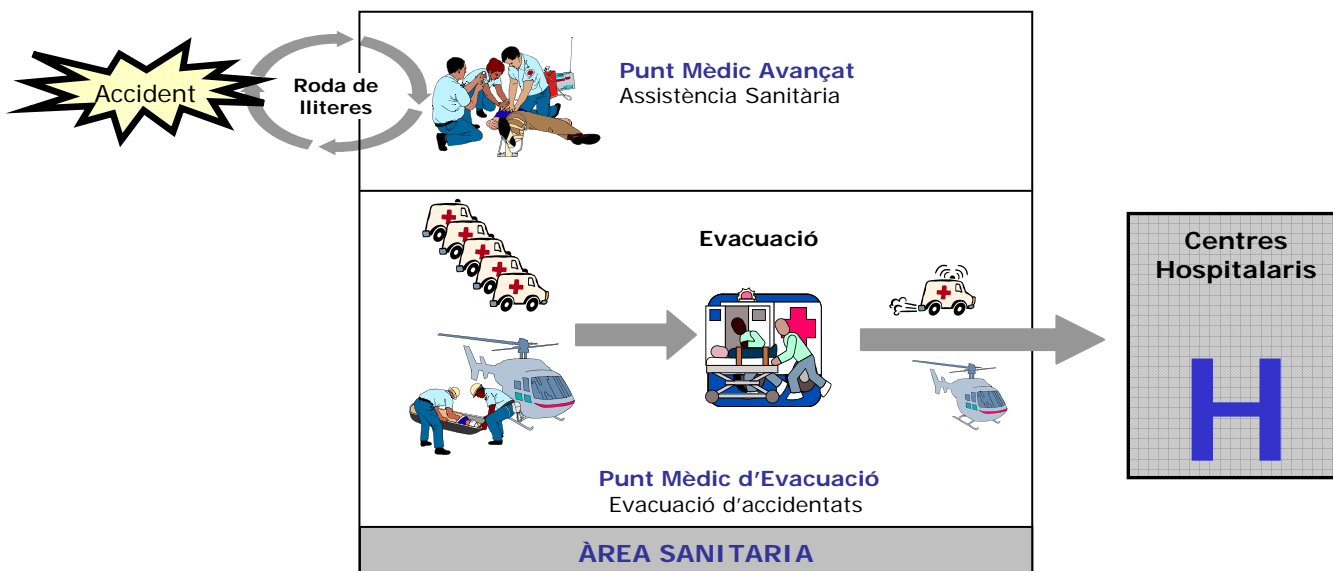 Accident
Roda de
lliteres
Punt Mèdic Avançat
Assistència Sanitària
Evacuació
Punt Mèdic d'Evacuació
Evacuació d'accidentats
ÀREA SANITARIA
Centres
Hospitalaris
H